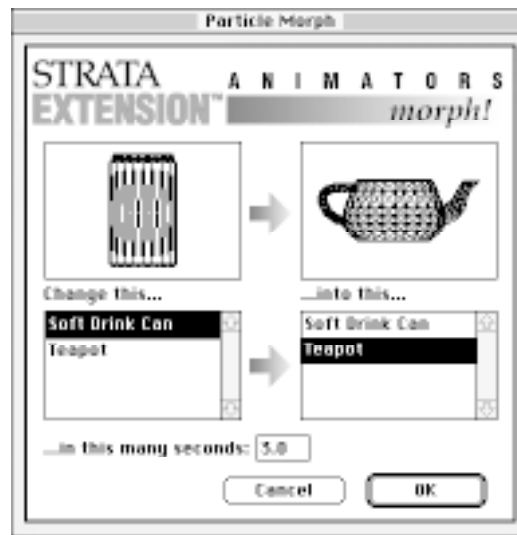 Particle Morph
STRATA ANIMATORS
EXTENSION™ morph!
Change this... ...into this...
Soft Drink Can Soft Drink Can
Teapot Teapot
...in this many seconds: 5.0
Cancel OK